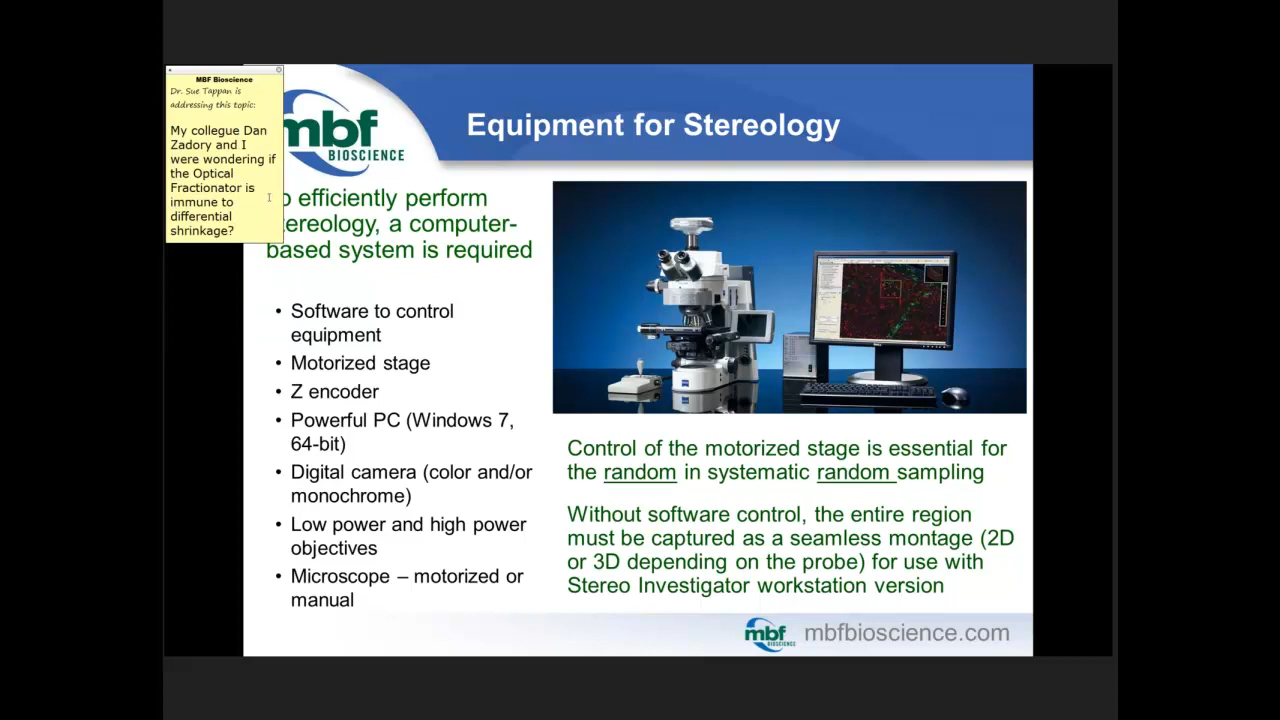 MBF Bioscience
Dr. Sue Tappan is
addressing this topic:
My collegue Dan
Zadory and I
were wondering if
the Optical
Fractionator is
immune to
differential
shrinkage?
mbf
BIOSCIENCE
Equipment for Stereology
o efficiently perform
tereology, a computer-
based system is required
• Software to control
equipment
• Motorized stage
• Z encoder
• Powerful PC (Windows 7,
64-bit)
• Digital camera (color and/or
monochrome)
• Low power and high power
objectives
• Microscope – motorized or
manual
Control of the motorized stage is essential for
the random in systematic random sampling
Without software control, the entire region
must be captured as a seamless montage (2D
or 3D depending on the probe) for use with
Stereo Investigator workstation version
mbf
BIOSCIENCE
mbfbioscience.com